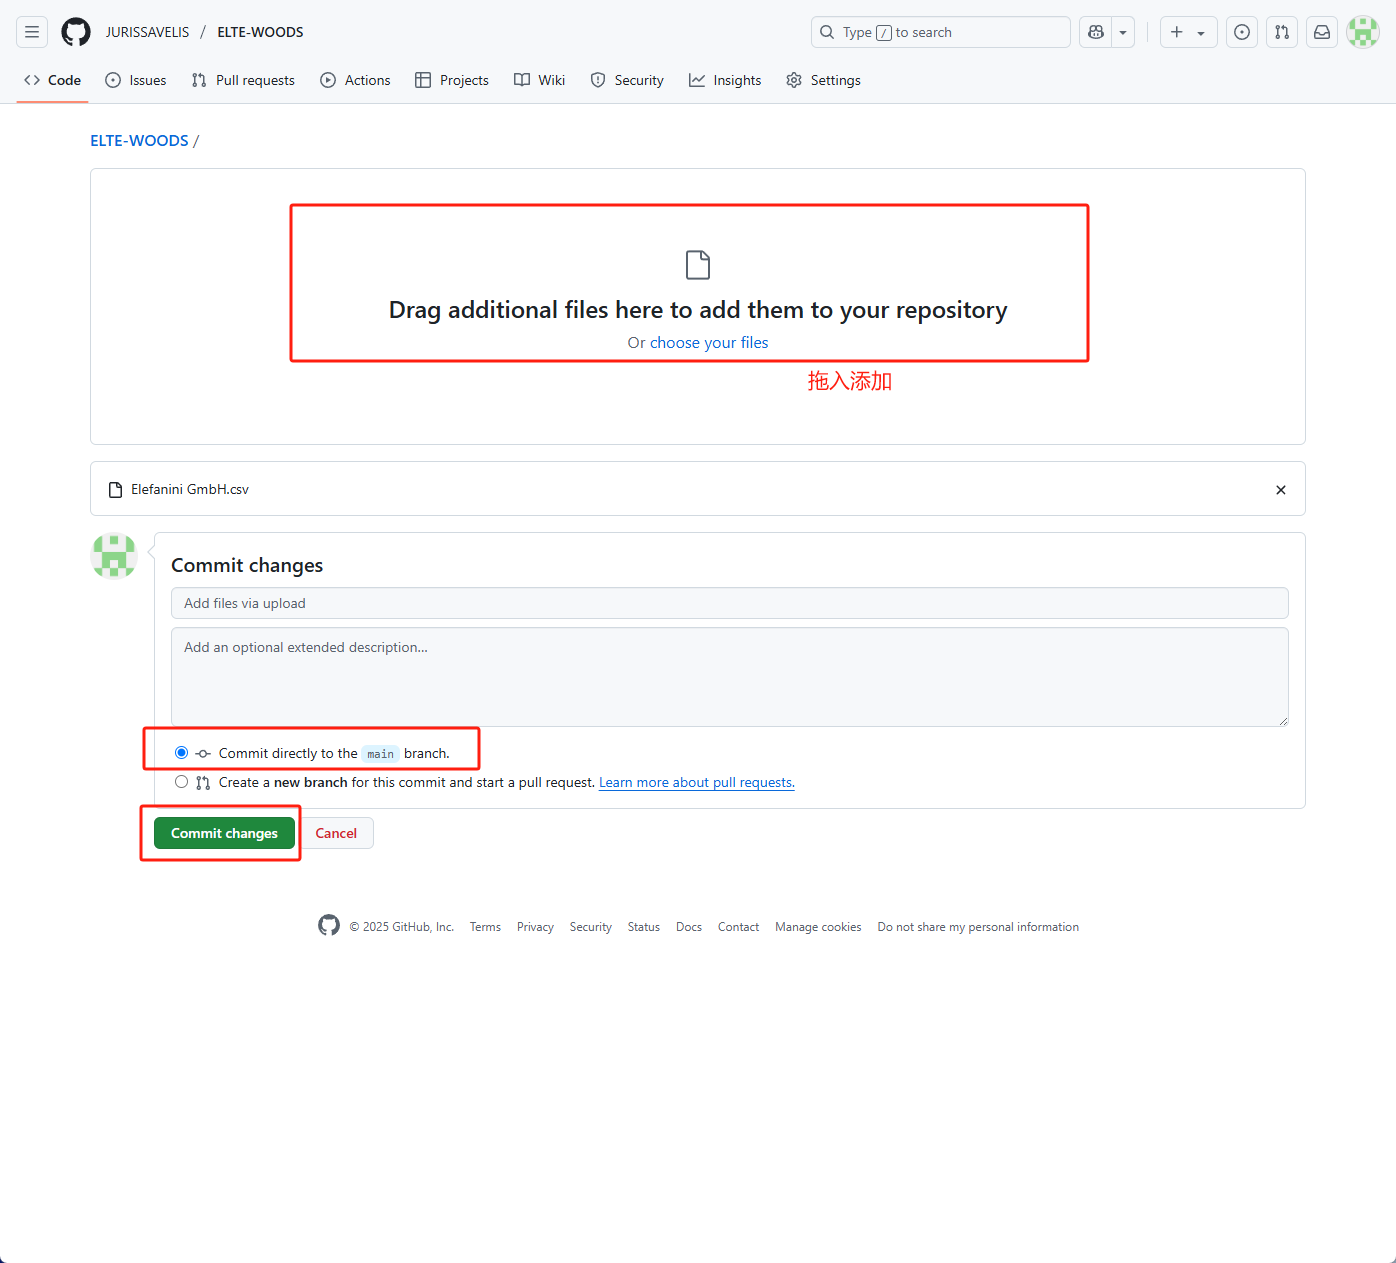 JURISSAVELIS / ELTE-WOODS
Type / to search
Code Issues Pull requests Actions Projects Wiki Security Insights Settings
ELTE-WOODS /
Drag additional files here to add them to your repository
Or choose your files
拖入添加
Elefanini GmbH.csv
Commit changes
Add files via upload
Add an optional extended description...
Commit directly to the main branch.
Create a new branch for this commit and start a pull request. Learn more about pull requests.
Commit changes Cancel
© 2025 GitHub, Inc. Terms Privacy Security Status Docs Contact Manage cookies Do not share my personal information